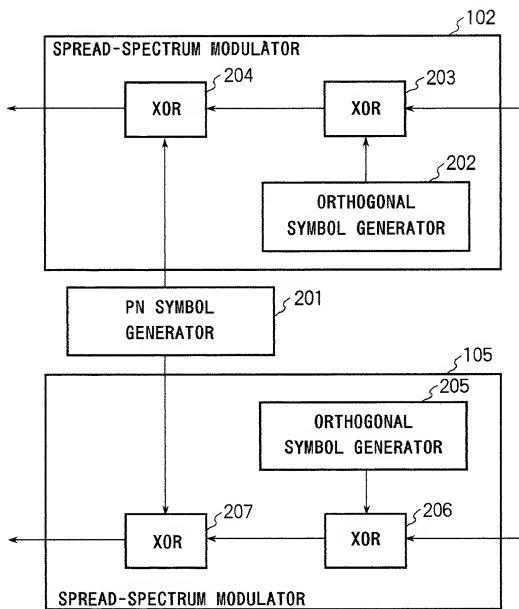 102
SPREAD-SPECTRUM MODULATOR
204
203
XOR
XOR
202
ORTHOGONAL
SYMBOL GENERATOR
PN SYMBOL
GENERATOR
201
105
205
ORTHOGONAL
SYMBOL GENERATOR
XOR
207
XOR
206
SPREAD-SPECTRUM MODULATOR